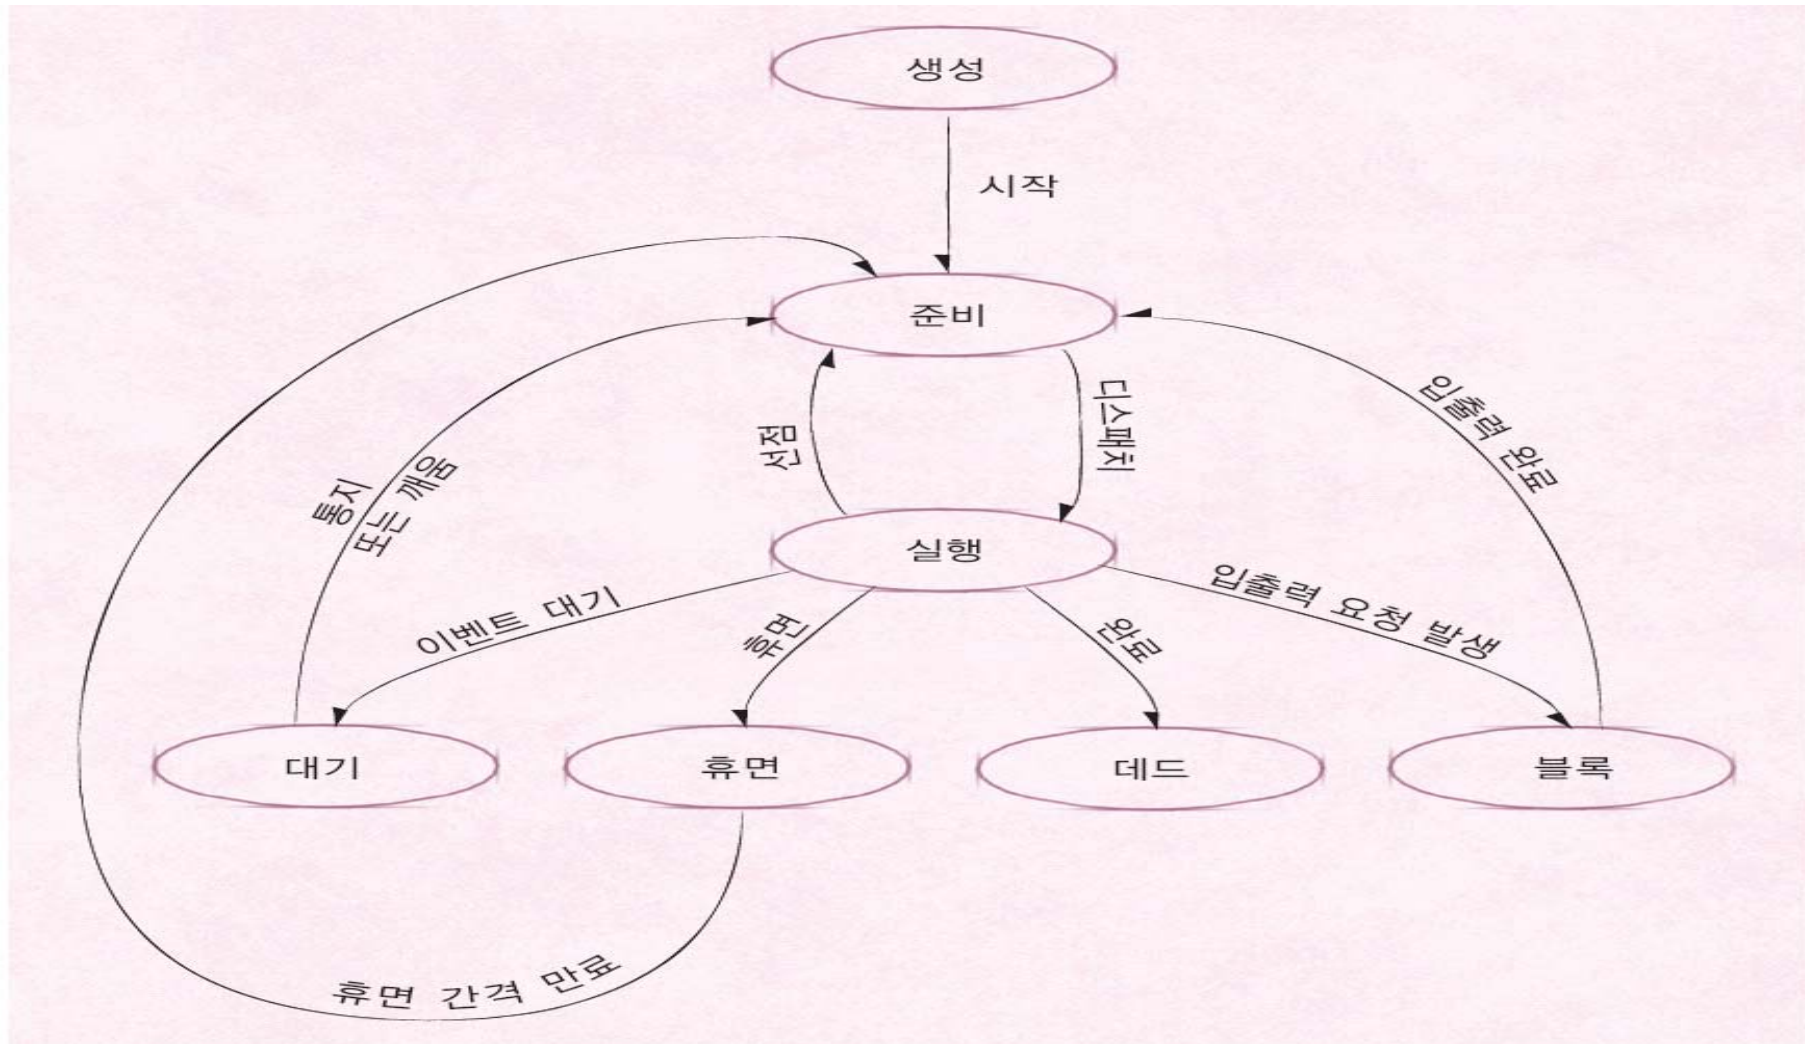 생성
시작
준비
선점
디스패치
입출력 완료
통지
또는 깨움
실행
이벤트 대기
휴면
완료
입출력 요청 발생
대기
휴면
데드
블록
휴면 간격 만료